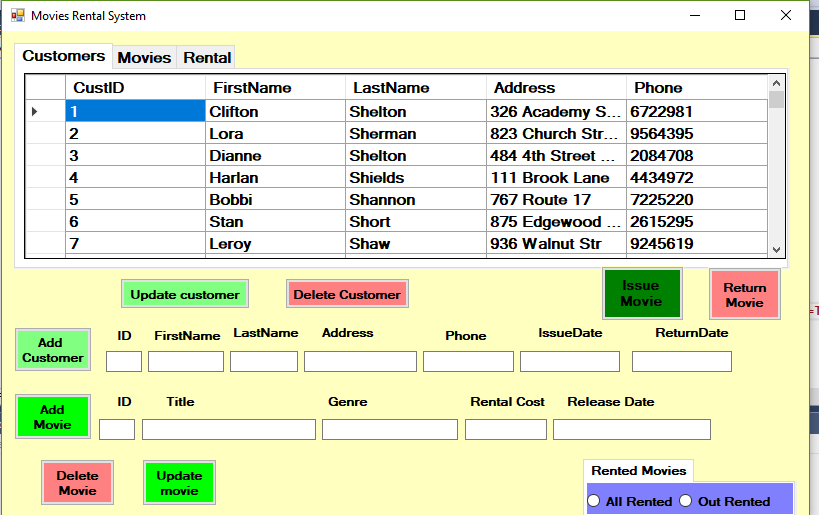 Movies Rental System
Customers Movies Rental
CustID FirstName LastName Address Phone
1 Clifton Shelton 326 Academy S... 6722981
2 Lora Sherman 823 Church Str... 9564395
3 Dianne Shelton 484 4th Street ... 2084708
4 Harlan Shields 111 Brook Lane 4434972
5 Bobbi Shannon 767 Route 17 7225220
6 Stan Short 875 Edgewood ... 2615295
7 Leroy Shaw 936 Walnut Str 9245619
Update customer Delete Customer
Issue Movie
Return Movie
Add Customer
ID FirstName LastName Address Phone IssueDate ReturnDate
Add Movie
ID Title Genre Rental Cost Release Date
Delete Movie
Update movie
Rented Movies
All Rented Out Rented